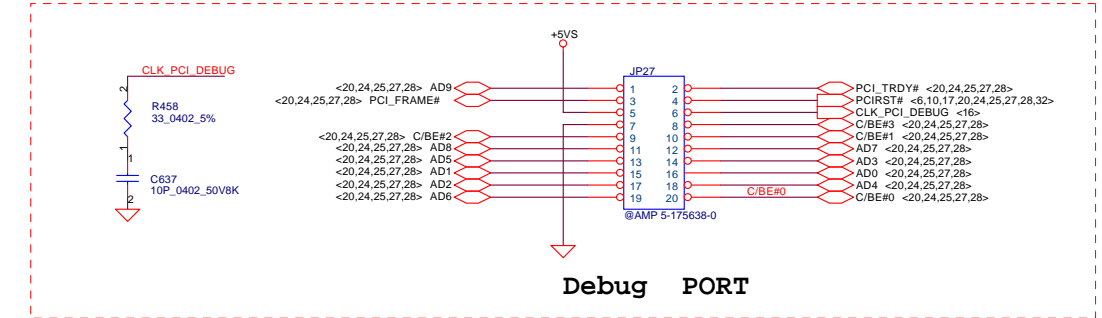 +5VS
CLK_PCI_DEBUG
JP27
<20,24,25,27,28> AD9 1 2 PCI_TRDY# <20,24,25,27,28>
<20,24,25,27,28> PCI_FRAME# 3 4 PCIRST# <6,10,17,20,24,25,27,28,32>
5 6 CLK_PCI_DEBUG <16>
7 8 C/BE#3 <20,24,25,27,28>
<20,24,25,27,28> C/BE#2 9 10 C/BE#1 <20,24,25,27,28>
<20,24,25,27,28> AD8 11 12 AD7 <20,24,25,27,28>
<20,24,25,27,28> AD5 13 14 AD3 <20,24,25,27,28>
<20,24,25,27,28> AD1 15 16 AD0 <20,24,25,27,28>
<20,24,25,27,28> AD2 17 18 AD4 <20,24,25,27,28>
<20,24,25,27,28> AD6 19 20 C/BE#0 C/BE#0 <20,24,25,27,28>
@AMP 5-175638-0
2
R458
33_0402_5%
1
1
C637
10P_0402_50V8K
2
Debug PORT